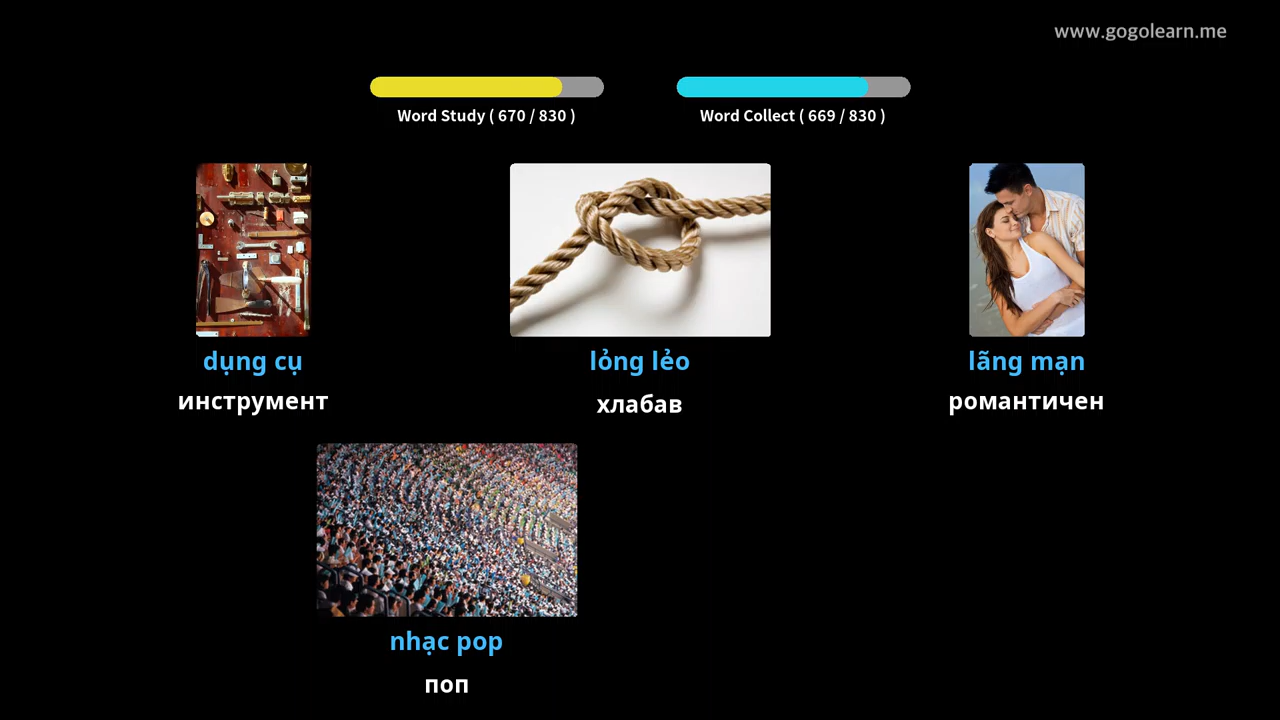 www.gogolearn.me
Word Study ( 670 / 830 )
Word Collect ( 669 / 830 )
dụng cụ
инструмент
lỏng lẻo
хлабав
lãng mạn
романтичен
nhạc pop
поп